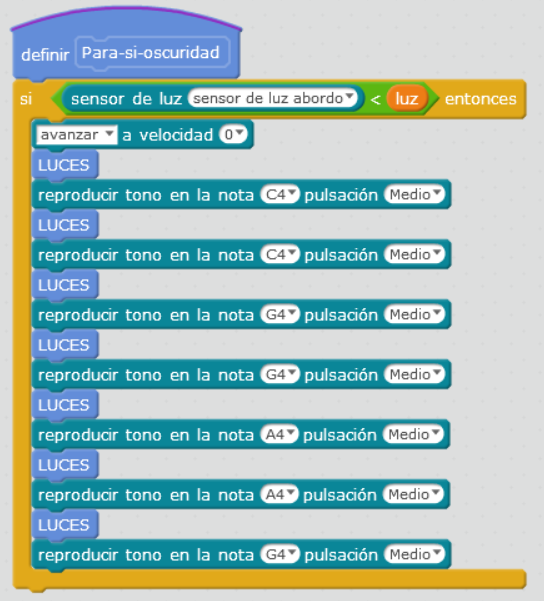 definir Para-si-oscuridad
si sensor de luz sensor de luz abordo < luz entonces
avanzar a velocidad 0
LUCES
reproducir tono en la nota C4 pulsación Medio
LUCES
reproducir tono en la nota C4 pulsación Medio
LUCES
reproducir tono en la nota G4 pulsación Medio
LUCES
reproducir tono en la nota G4 pulsación Medio
LUCES
reproducir tono en la nota A4 pulsación Medio
LUCES
reproducir tono en la nota A4 pulsación Medio
LUCES
reproducir tono en la nota G4 pulsación Medio